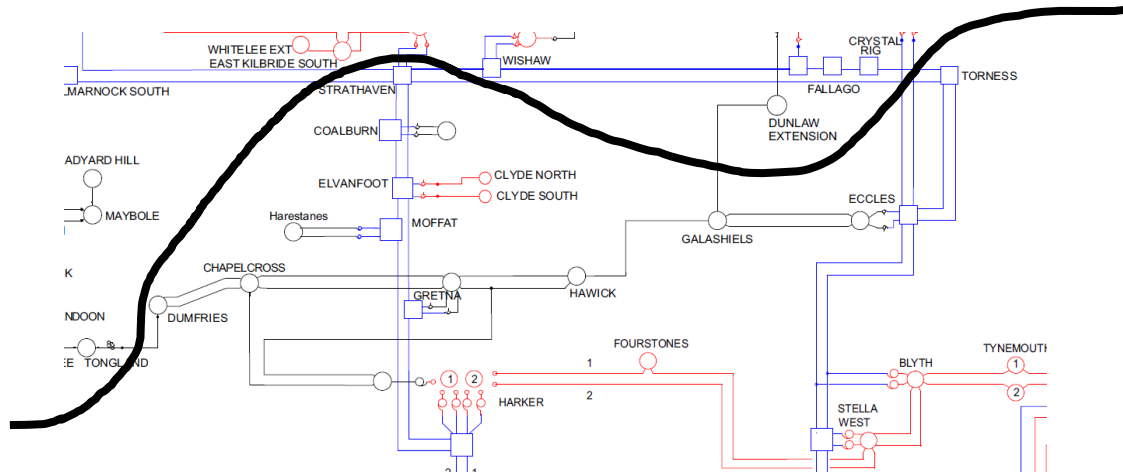 CRYSTAL
RIG
WHITELEE EXT
EAST KILBRIDE SOUTH
WISHAW
TORNESS
LMARNOCK SOUTH
STRATHAVEN
FALLAGO
DUNLAW
EXTENSION
COALBURN
ADYARD HILL
CLYDE NORTH
ELVANFOOT
CLYDE SOUTH
ECCLES
MAYBOLE
Harestanes
MOFFAT
GALASHIELS
K
CHAPELCROSS
GRETNA
HAWICK
NDOON
DUMFRIES
EE
TONGLAND
FOURSTONES
TYNEMOUTH
1
BLYTH
1
1
2
2
2
HARKER
STELLA
WEST
2
1